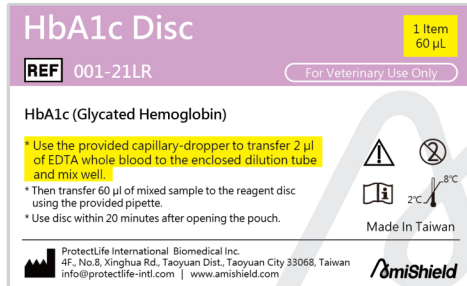 HbA1c Disc
1 Item
60 µL
REF 001-21LR
For Veterinary Use Only
HbA1c (Glycated Hemoglobin)
* Use the provided capillary-dropper to transfer 2 µl
of EDTA whole blood to the enclosed dilution tube
and mix well.
* Then transfer 60 µl of mixed sample to the reagent disc
using the provided pipette.
* Use disc within 20 minutes after opening the pouch.
2
i
2°C
8°C
Made In Taiwan
ProtectLife International Biomedical Inc.
4F., No.8, Xinghua Rd., Taoyuan Dist., Taoyuan City 33068, Taiwan
info@protectlife-intl.com | www.amishield.com
AmiShield